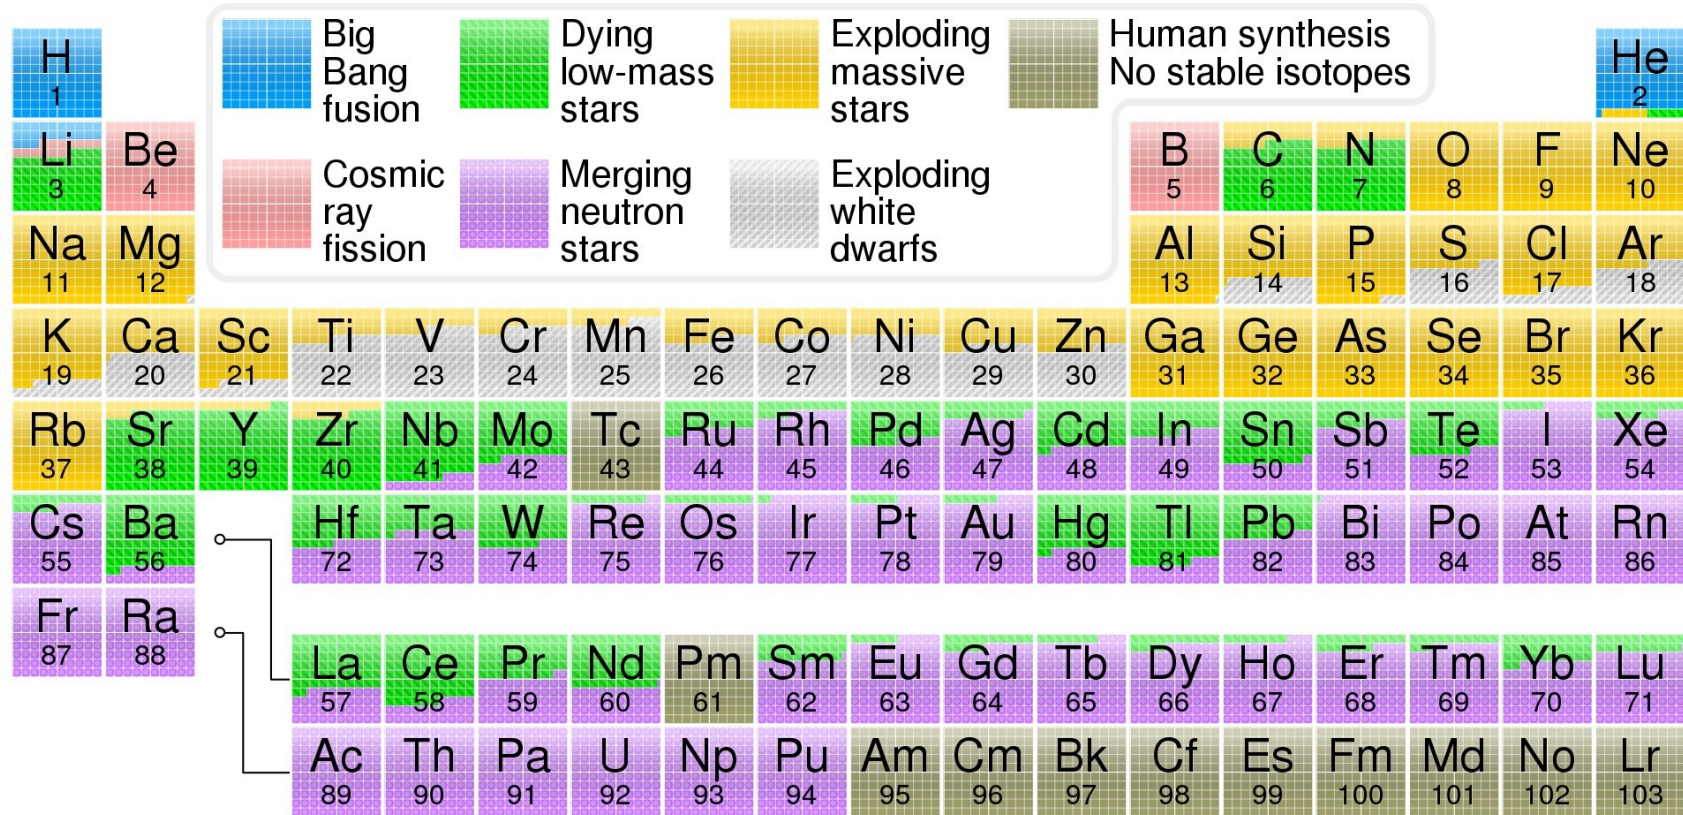 Big
Bang
fusion
Dying
low-mass
stars
Exploding
massive
stars
Human synthesis
No stable isotopes
Cosmic
ray
fission
Merging
neutron
stars
Exploding
white
dwarfs
H He
1 2
Li Be B C N O F Ne
3 4 5 6 7 8 9 10
Na Mg Al Si P S Cl Ar
11 12 13 14 15 16 17 18
K Ca Sc Ti V Cr Mn Fe Co Ni Cu Zn Ga Ge As Se Br Kr
19 20 21 22 23 24 25 26 27 28 29 30 31 32 33 34 35 36
Rb Sr Y Zr Nb Mo Tc Ru Rh Pd Ag Cd In Sn Sb Te I Xe
37 38 39 40 41 42 43 44 45 46 47 48 49 50 51 52 53 54
Cs Ba Hf Ta W Re Os Ir Pt Au Hg Tl Pb Bi Po At Rn
55 56 72 73 74 75 76 77 78 79 80 81 82 83 84 85 86
Fr Ra
87 88
La Ce Pr Nd Pm Sm Eu Gd Tb Dy Ho Er Tm Yb Lu
57 58 59 60 61 62 63 64 65 66 67 68 69 70 71
Ac Th Pa U Np Pu Am Cm Bk Cf Es Fm Md No Lr
89 90 91 92 93 94 95 96 97 98 99 100 101 102 103